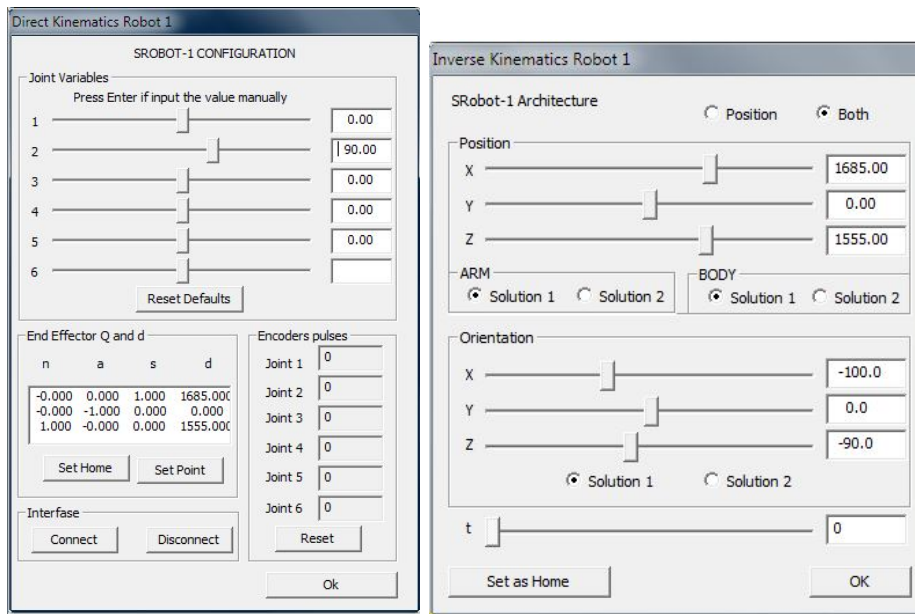 Direct Kinematics Robot 1
SROBOT-1 CONFIGURATION
Joint Variables
Press Enter if input the value manually
1 0.00
2 90.00
3 0.00
4 0.00
5 0.00
6
Reset Defaults
End Effector Q and d
n a s d
-0.000 0.000 1.000 1685.000
-0.000 -1.000 0.000 0.000
1.000 -0.000 0.000 1555.000
Set Home Set Point
Interfase
Connect Disconnect
Encoders pulses
Joint 1 0
Joint 2 0
Joint 3 0
Joint 4 0
Joint 5 0
Joint 6 0
Reset
Ok
Inverse Kinematics Robot 1
SRobot-1 Architecture
Position Both
Position
X 1685.00
Y 0.00
Z 1555.00
ARM
Solution 1 Solution 2
BODY
Solution 1 Solution 2
Orientation
X -100.0
Y 0.0
Z -90.0
Solution 1 Solution 2
t 0
Set as Home OK